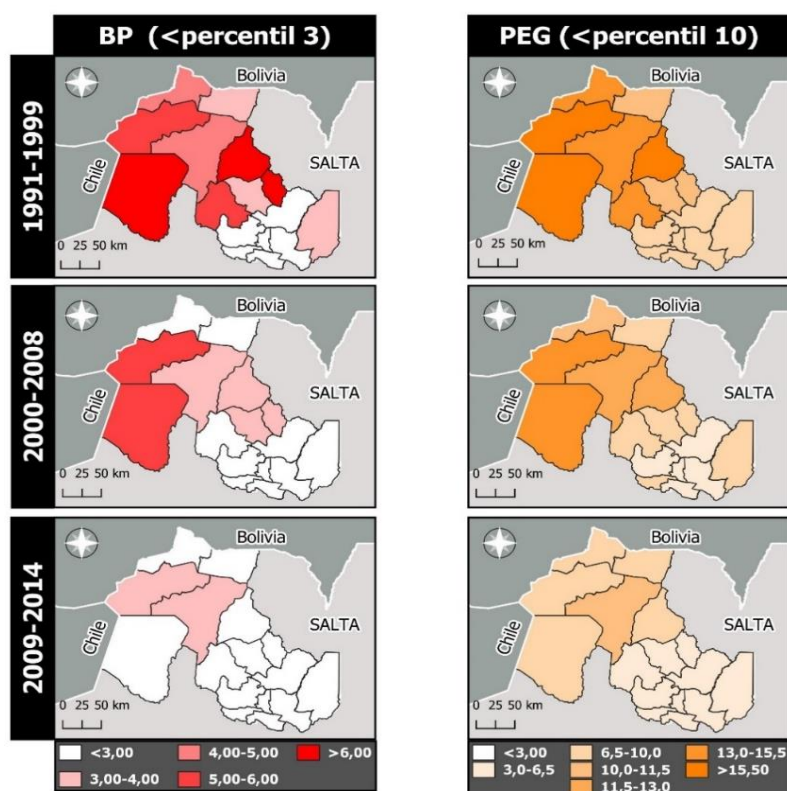 BP (<percentil 3)
PEG (<percentil 10)
1991-1999
Bolivia
Chile
SALTA
0 25 50 km
Bolivia
Chile
SALTA
0 25 50 km
2000-2008
Bolivia
Chile
SALTA
0 25 50 km
Bolivia
Chile
SALTA
0 25 50 km
2009-2014
Bolivia
Chile
SALTA
0 25 50 km
Bolivia
Chile
SALTA
0 25 50 km
<3,00 4,00-5,00 >6,00
3,00-4,00 5,00-6,00
<3,00 6,5-10,0 13,0-15,5
3,0-6,5 10,0-11,5 >15,50
11,5-13,0